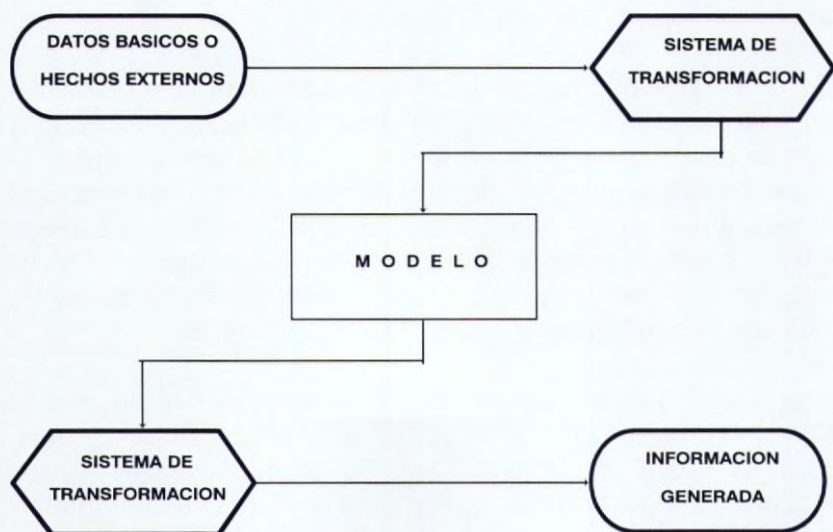 DATOS BASICOS O
HECHOS EXTERNOS
SISTEMA DE
TRANSFORMACION
M O D E L O
SISTEMA DE
TRANSFORMACION
INFORMACION
GENERADA